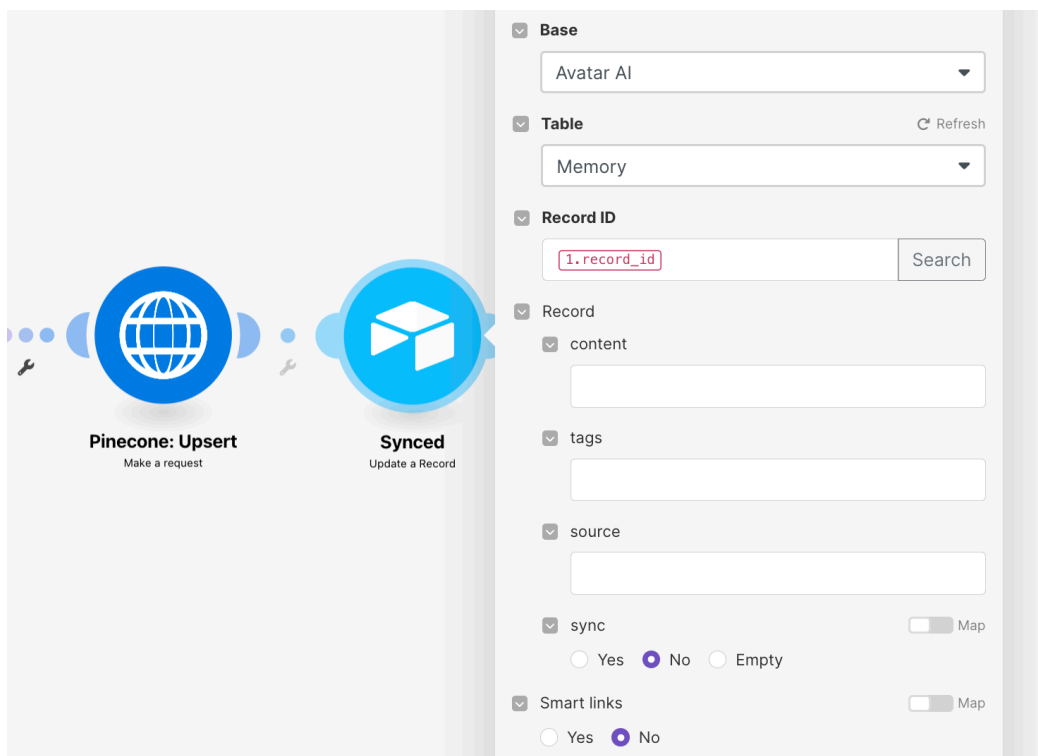 Base
Avatar AI
Table
Refresh
Memory
Record ID
1.record_id
Search
Record
content
tags
source
sync
Map
Yes No Empty
Smart links
Map
Yes No
Pinecone: Upsert
Make a request
Synced
Update a Record